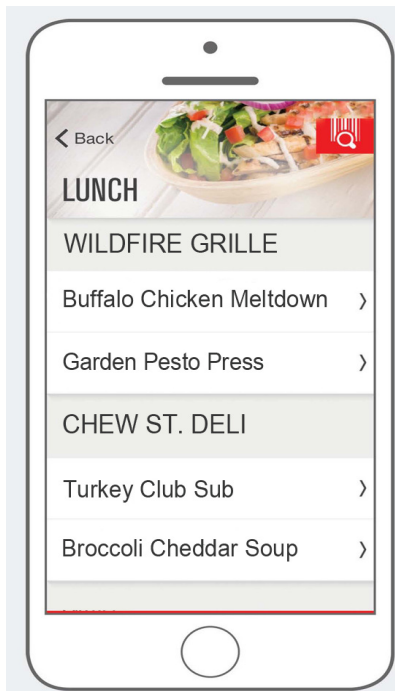 Back
LUNCH
WILDFIRE GRILLE
Buffalo Chicken Meltdown
Garden Pesto Press
CHEW ST. DELI
Turkey Club Sub
Broccoli Cheddar Soup